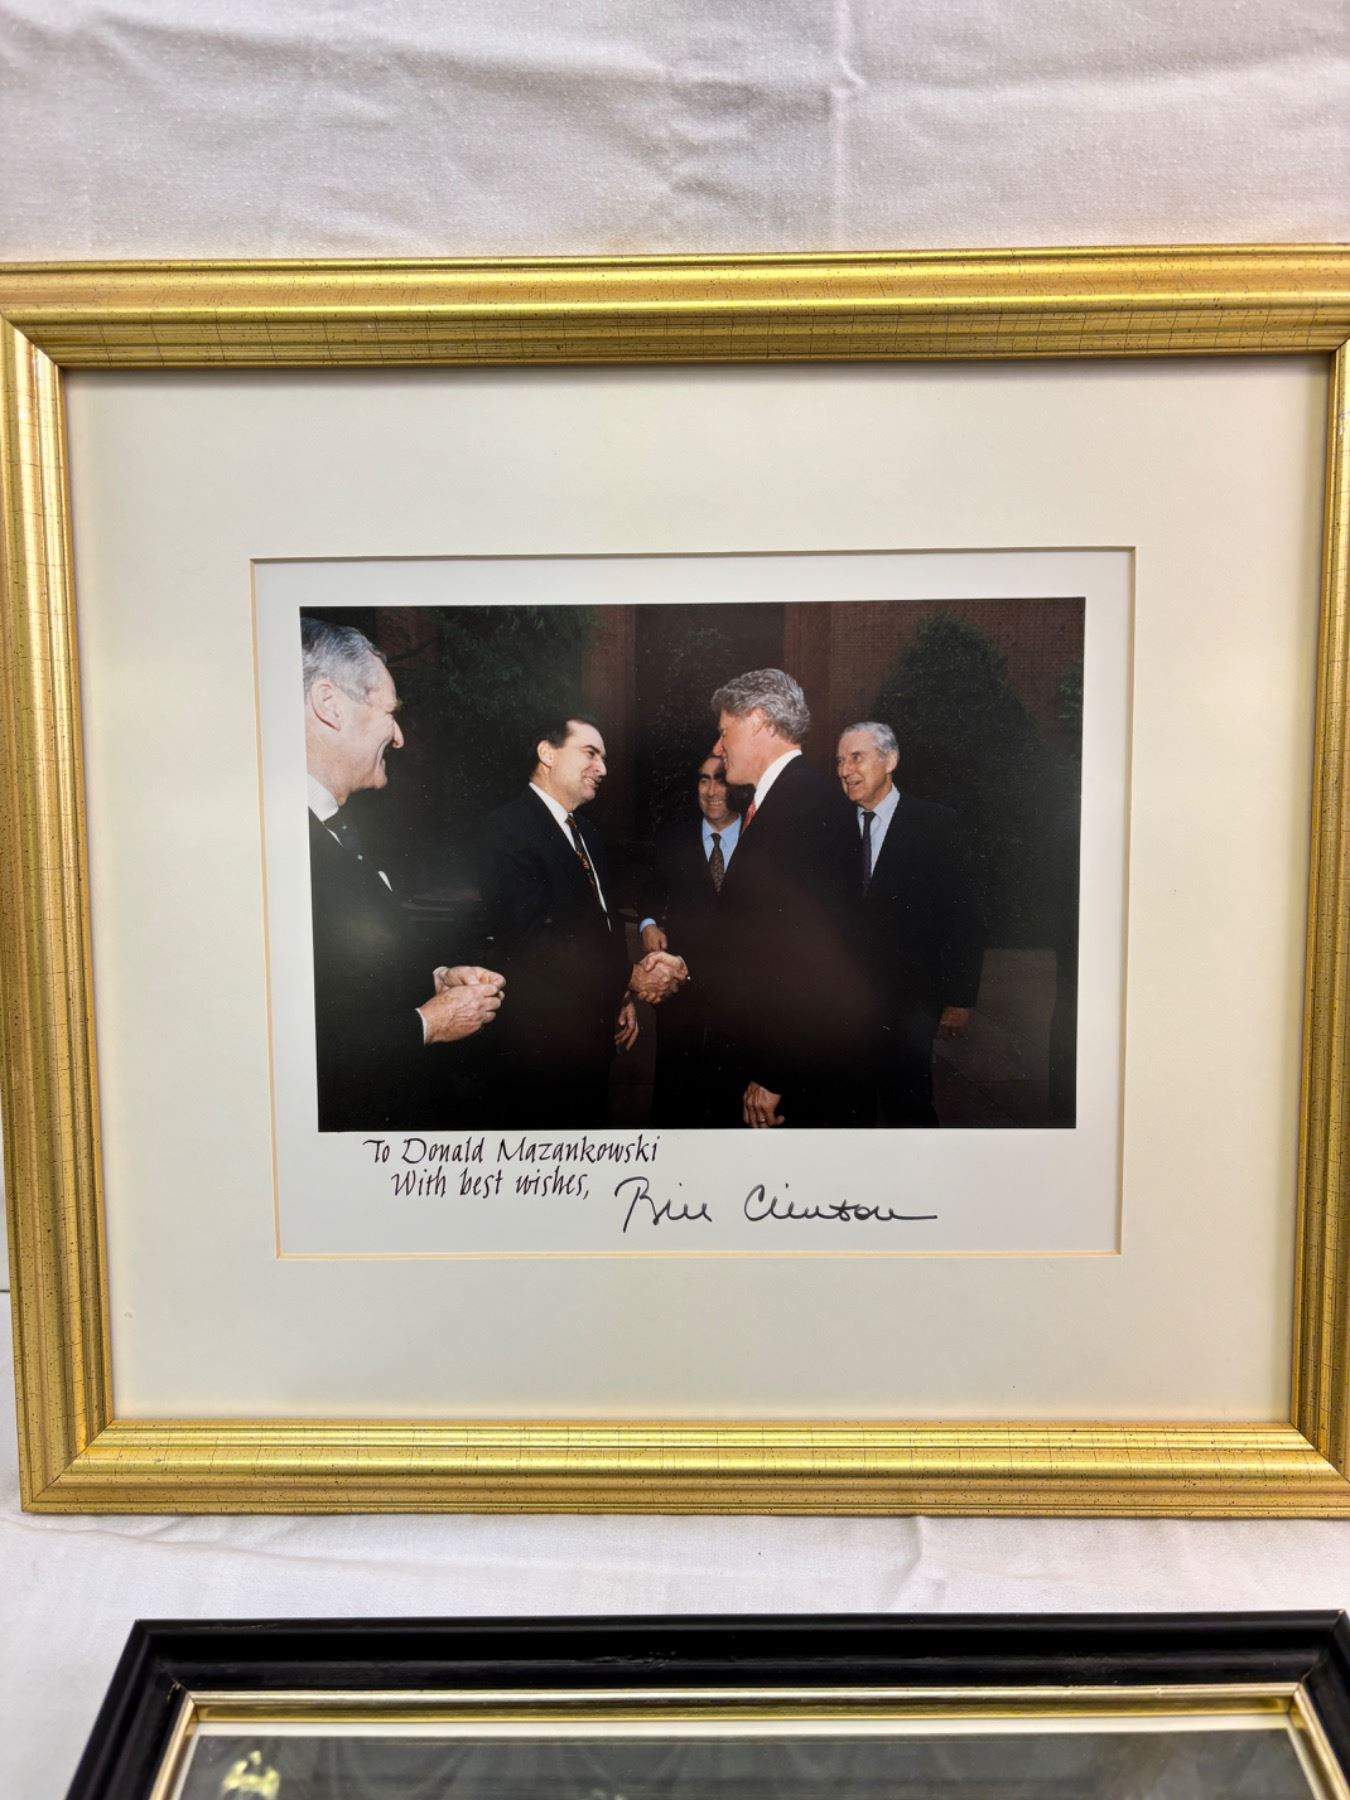 To Donald Mazankowski
With best wishes,
Bill Clinton